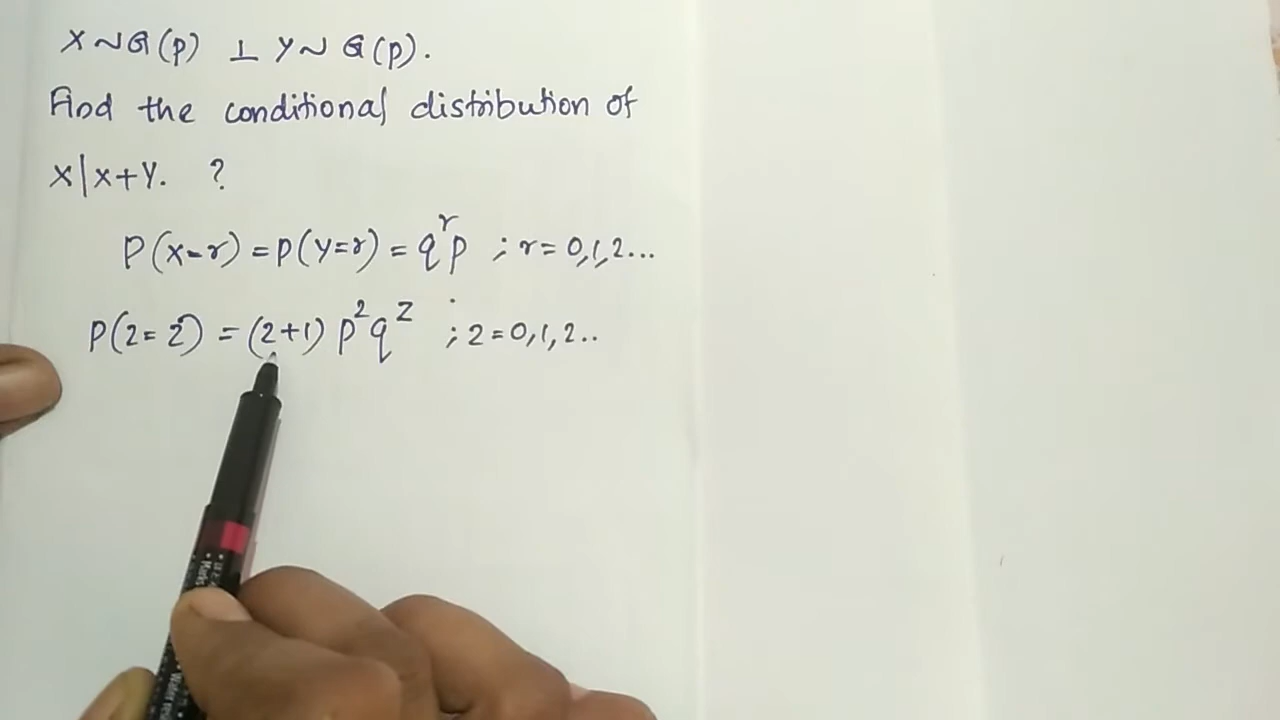 X ~ G(p) ⊥ Y ~ G(p).
Find the conditional distribution of
X|X+Y. ?
P(X=r) = P(Y=r) = q^r p ; r = 0,1,2...
P(Z=z) = (z+1) p^2 q^z ; z = 0,1,2..